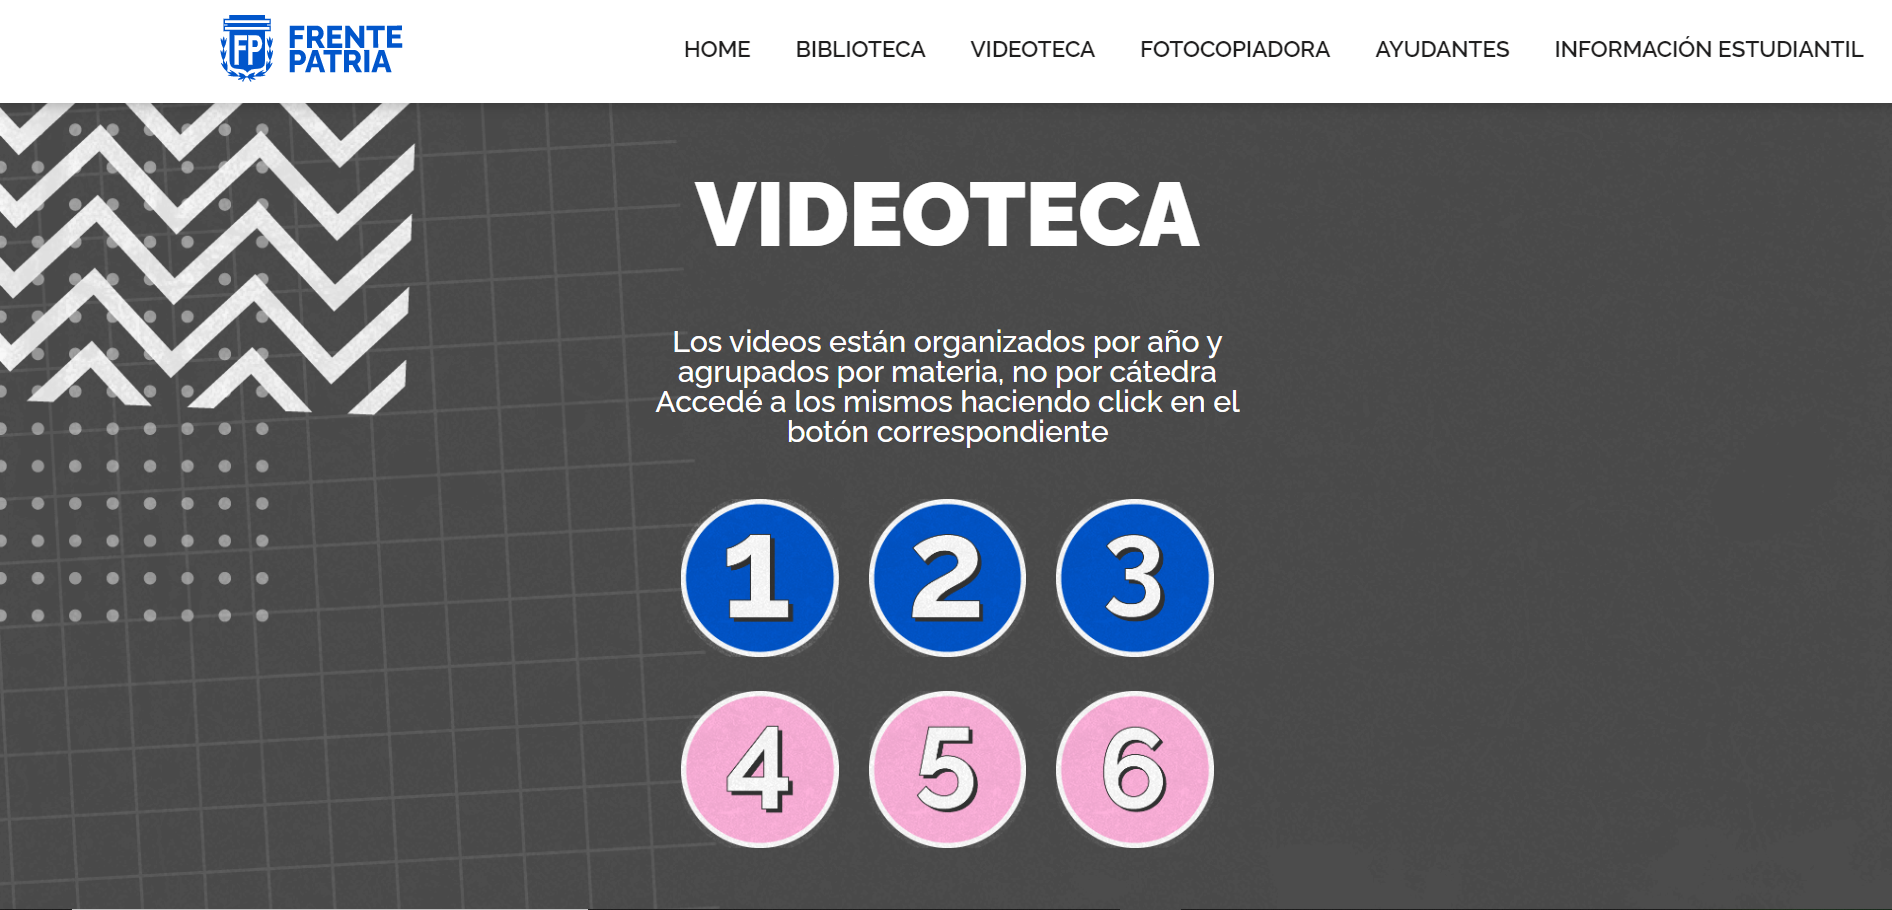 FP
FRENTE
PATRIA
HOME BIBLIOTECA VIDEOTECA FOTOCOPIADORA AYUDANTES INFORMACIÓN ESTUDIANTIL
VIDEOTECA
Los videos están organizados por año y
agrupados por materia, no por cátedra
Accedé a los mismos haciendo click en el
botón correspondiente
1 2 3
4 5 6